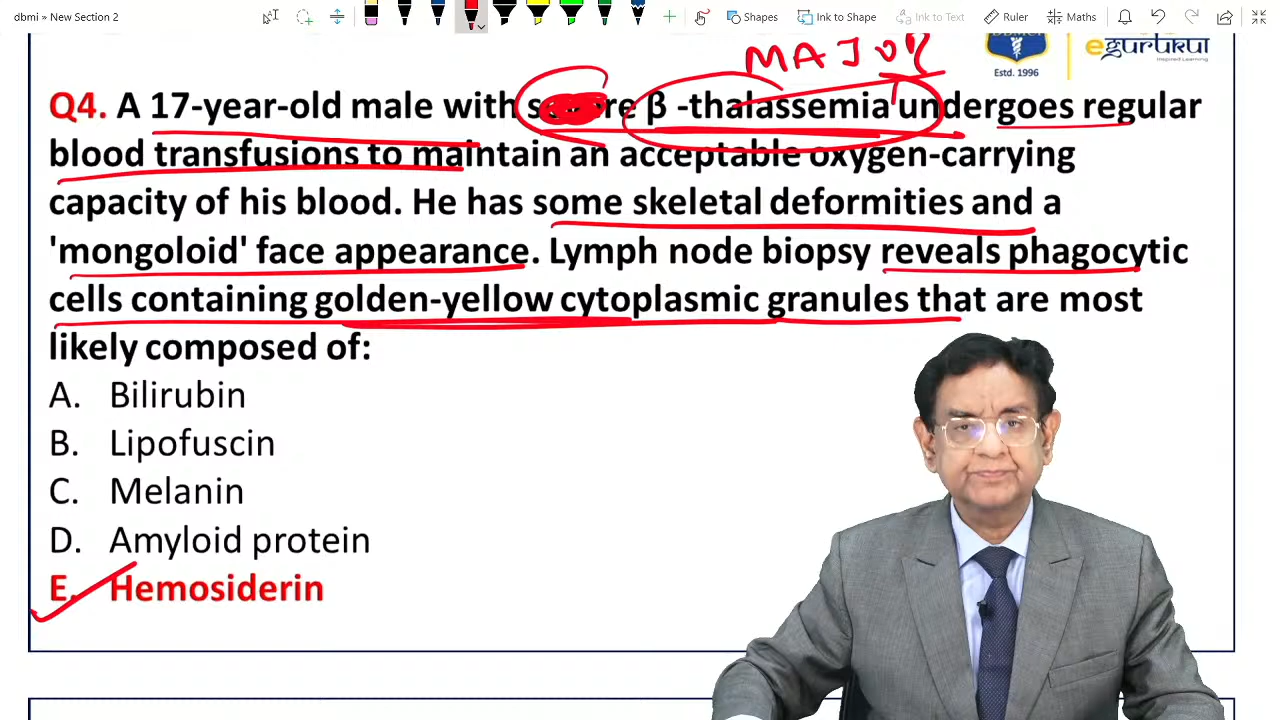 dbmi » New Section 2
Shapes
Ink to Shape
Ink to Text
Ruler
Maths
MAJOR
Estd. 1996
egurukul
Inspired Learning
Q4. A 17-year-old male with severe β -thalassemia undergoes regular
blood transfusions to maintain an acceptable oxygen-carrying
capacity of his blood. He has some skeletal deformities and a
'mongoloid' face appearance. Lymph node biopsy reveals phagocytic
cells containing golden-yellow cytoplasmic granules that are most
likely composed of:
A. Bilirubin
B. Lipofuscin
C. Melanin
D. Amyloid protein
E. Hemosiderin